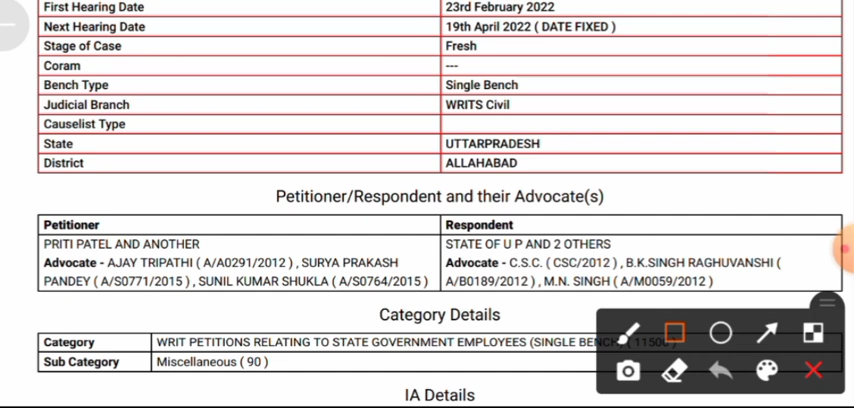 First Hearing Date 23rd February 2022
Next Hearing Date 19th April 2022 ( DATE FIXED )
Stage of Case Fresh
Coram ---
Bench Type Single Bench
Judicial Branch WRITS Civil
Causelist Type
State UTTARPRADESH
District ALLAHABAD
Petitioner/Respondent and their Advocate(s)
Petitioner Respondent
PRITI PATEL AND ANOTHER STATE OF U P AND 2 OTHERS
Advocate - AJAY TRIPATHI ( A/A0291/2012 ) , SURYA PRAKASH Advocate - C.S.C. ( CSC/2012 ) , B.K.SINGH RAGHUVANSHI (
PANDEY ( A/S0771/2015 ) , SUNIL KUMAR SHUKLA ( A/S0764/2015 ) A/B0189/2012 ) , M.N. SINGH ( A/M0059/2012 )
Category Details
Category WRIT PETITIONS RELATING TO STATE GOVERNMENT EMPLOYEES (SINGLE BENCH) ( 11500 )
Sub Category Miscellaneous ( 90 )
IA Details